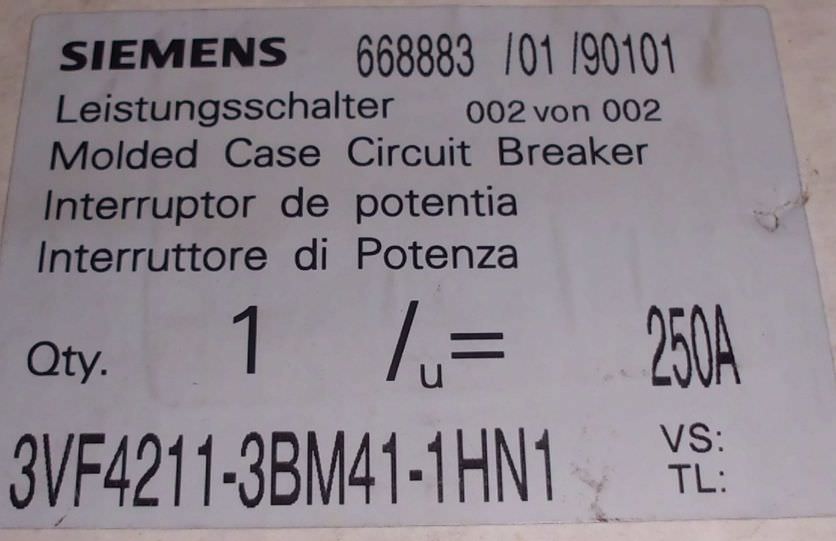 SIEMENS 668883 /01 /90101
Leistungsschalter 002 von 002
Molded Case Circuit Breaker
Interruptor de potentia
Interruttore di Potenza
Qty. 1 /u= 250A
3VF4211-3BM41-1HN1 VS:
TL: